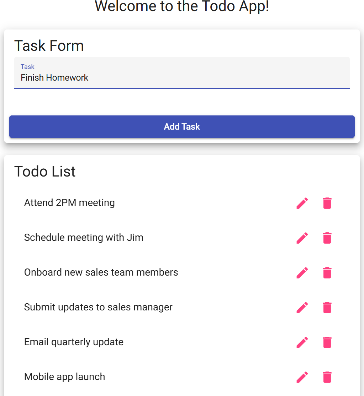 Welcome to the Todo App!
Task Form
Task
Finish Homework
Add Task
Todo List
Attend 2PM meeting
Schedule meeting with Jim
Onboard new sales team members
Submit updates to sales manager
Email quarterly update
Mobile app launch